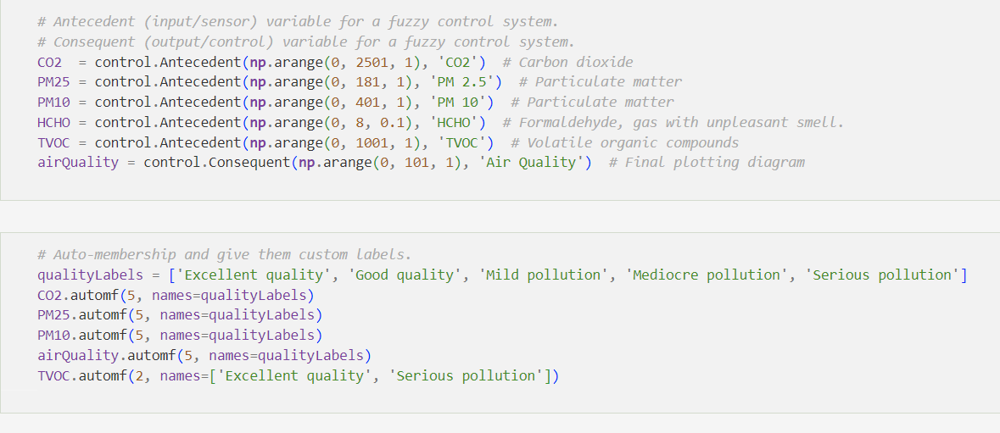 # Antecedent (input/sensor) variable for a fuzzy control system.
# Consequent (output/control) variable for a fuzzy control system.
CO2  = control.Antecedent(np.arange(0, 2501, 1), 'CO2')  # Carbon dioxide
PM25 = control.Antecedent(np.arange(0, 181, 1), 'PM 2.5')  # Particulate matter
PM10 = control.Antecedent(np.arange(0, 401, 1), 'PM 10')  # Particulate matter
HCHO = control.Antecedent(np.arange(0, 8, 0.1), 'HCHO')  # Formaldehyde, gas with unpleasant smell.
TVOC = control.Antecedent(np.arange(0, 1001, 1), 'TVOC')  # Volatile organic compounds
airQuality = control.Consequent(np.arange(0, 101, 1), 'Air Quality')  # Final plotting diagram
# Auto-membership and give them custom labels.
qualityLabels = ['Excellent quality', 'Good quality', 'Mild pollution', 'Mediocre pollution', 'Serious pollution']
CO2.automf(5, names=qualityLabels)
PM25.automf(5, names=qualityLabels)
PM10.automf(5, names=qualityLabels)
airQuality.automf(5, names=qualityLabels)
TVOC.automf(2, names=['Excellent quality', 'Serious pollution'])